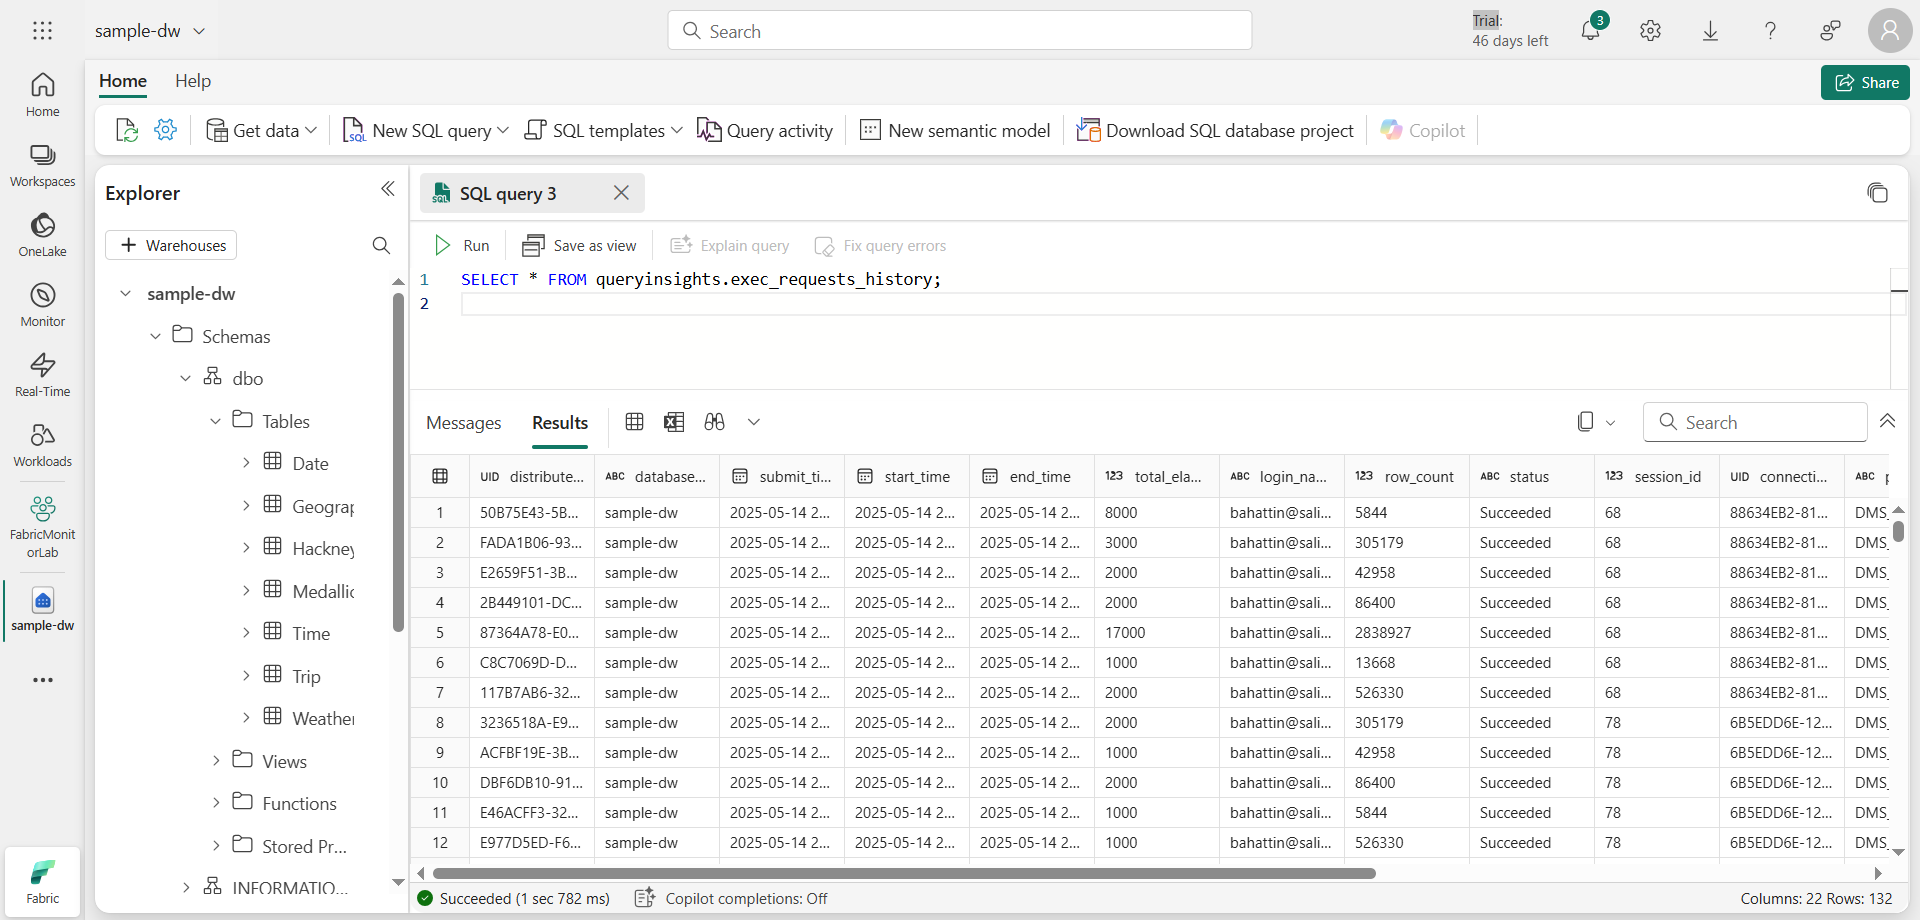 sample-dw
Search
Trial:
46 days left
3
Home
Help
Share
Get data
New SQL query
SQL templates
Query activity
New semantic model
Download SQL database project
Copilot
Home
Workspaces
OneLake
Monitor
Real-Time
Workloads
FabricMonit
orLab
sample-dw
Fabric
Explorer
Warehouses
sample-dw
Schemas
dbo
Tables
Date
Geograp
Hackney
Medallic
Time
Trip
Weather
Views
Functions
Stored Pr...
INFORMATIO...
SQL query 3
Run
Save as view
Explain query
Fix query errors
1 SELECT * FROM queryinsights.exec_requests_history;
2
Messages
Results
Search
UID distribute... ABC database... submit_ti... start_time end_time 123 total_ela... ABC login_na... 123 row_count ABC status 123 session_id UID connecti... ABC p
1 50B75E43-5B... sample-dw 2025-05-14 2... 2025-05-14 2... 2025-05-14 2... 8000 bahattin@sali... 5844 Succeeded 68 88634EB2-81... DMS_
2 FADA1B06-93... sample-dw 2025-05-14 2... 2025-05-14 2... 2025-05-14 2... 3000 bahattin@sali... 305179 Succeeded 68 88634EB2-81... DMS_
3 E2659F51-3B... sample-dw 2025-05-14 2... 2025-05-14 2... 2025-05-14 2... 2000 bahattin@sali... 42958 Succeeded 68 88634EB2-81... DMS_
4 2B449101-DC... sample-dw 2025-05-14 2... 2025-05-14 2... 2025-05-14 2... 2000 bahattin@sali... 86400 Succeeded 68 88634EB2-81... DMS_
5 87364A78-E0... sample-dw 2025-05-14 2... 2025-05-14 2... 2025-05-14 2... 17000 bahattin@sali... 2838927 Succeeded 68 88634EB2-81... DMS_
6 C8C7069D-D... sample-dw 2025-05-14 2... 2025-05-14 2... 2025-05-14 2... 1000 bahattin@sali... 13668 Succeeded 68 88634EB2-81... DMS_
7 117B7AB6-32... sample-dw 2025-05-14 2... 2025-05-14 2... 2025-05-14 2... 2000 bahattin@sali... 526330 Succeeded 68 88634EB2-81... DMS_
8 3236518A-E9... sample-dw 2025-05-14 2... 2025-05-14 2... 2025-05-14 2... 2000 bahattin@sali... 305179 Succeeded 78 6B5EDD6E-12... DMS_
9 ACFBF19E-3B... sample-dw 2025-05-14 2... 2025-05-14 2... 2025-05-14 2... 1000 bahattin@sali... 42958 Succeeded 78 6B5EDD6E-12... DMS_
10 DBF6DB10-91... sample-dw 2025-05-14 2... 2025-05-14 2... 2025-05-14 2... 2000 bahattin@sali... 86400 Succeeded 78 6B5EDD6E-12... DMS_
11 E46ACFF3-32... sample-dw 2025-05-14 2... 2025-05-14 2... 2025-05-14 2... 1000 bahattin@sali... 5844 Succeeded 78 6B5EDD6E-12... DMS_
12 E977D5ED-F6... sample-dw 2025-05-14 2... 2025-05-14 2... 2025-05-14 2... 1000 bahattin@sali... 526330 Succeeded 78 6B5EDD6E-12... DMS_
Succeeded (1 sec 782 ms)
Copilot completions: Off
Columns: 22 Rows: 132